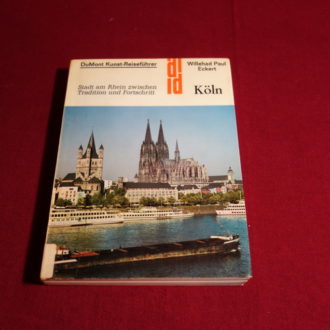 DuMont Kunst-Reiseführer
Willehad Paul
Eckert
Stadt am Rhein zwischen
Tradition und Fortschritt
Köln